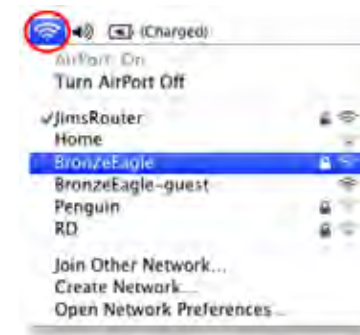 (Charged)
AirPort: On
Turn AirPort Off
JimsRouter
Home
BronzeEagle
BronzeEagle-guest
Penguin
RD
Join Other Network...
Create Network...
Open Network Preferences...